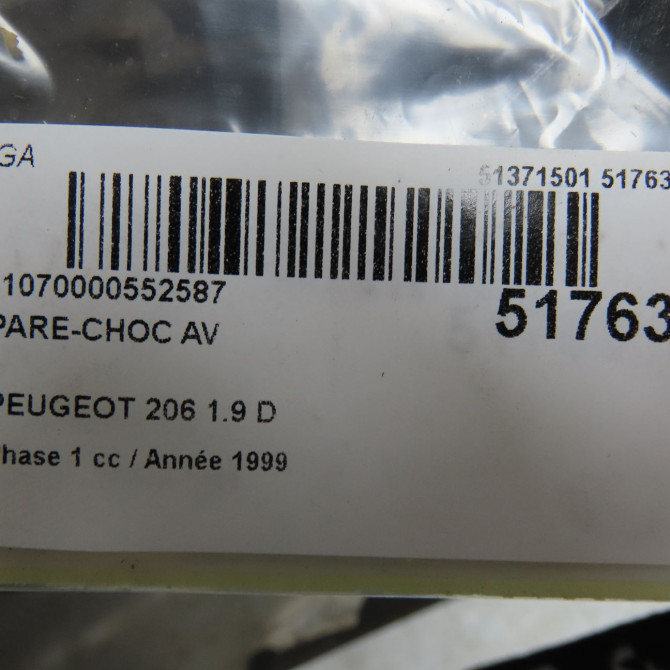 GA
51371501 51763
1070000552587
51763
PARE-CHOC AV
PEUGEOT 206 1.9 D
hase 1 cc / Année 1999